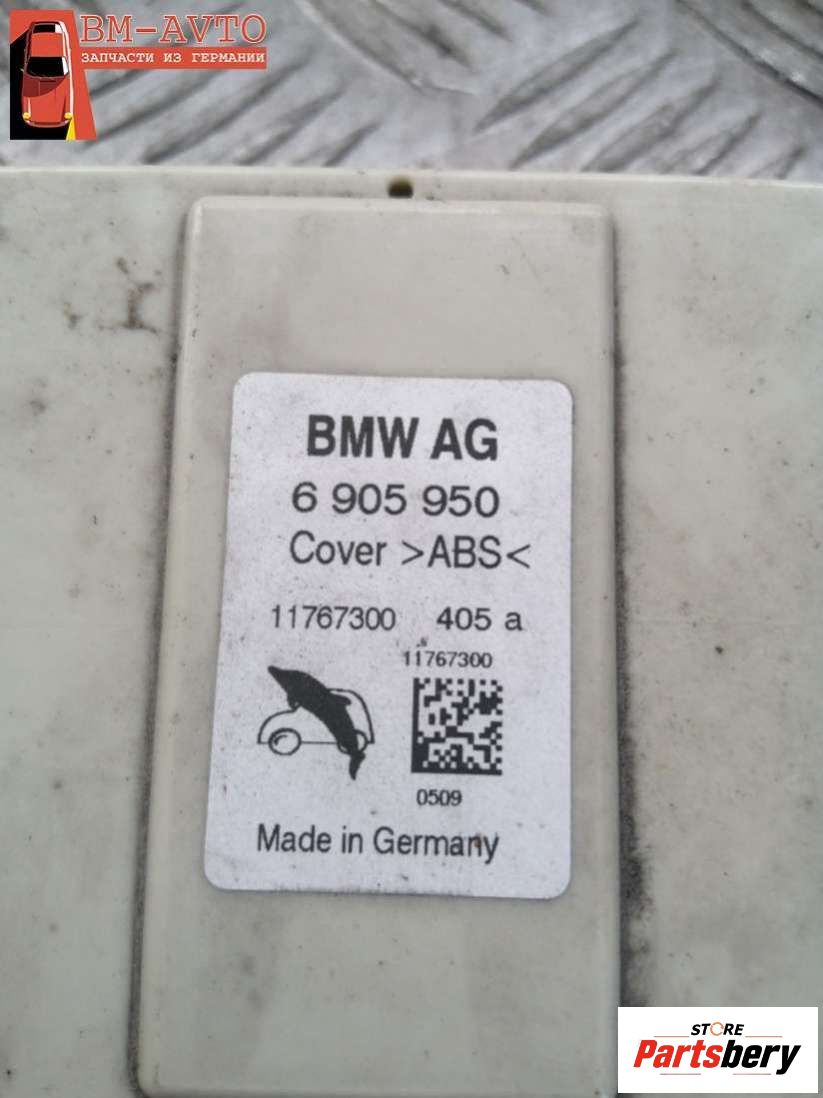 BM-AVTO
ЗАПЧАСТИ ИЗ ГЕРМАНИИ
BMW AG
6 905 950
Cover >ABS<
11767300 405 a
11767300
0509
Made in Germany
STORE
Partsbery